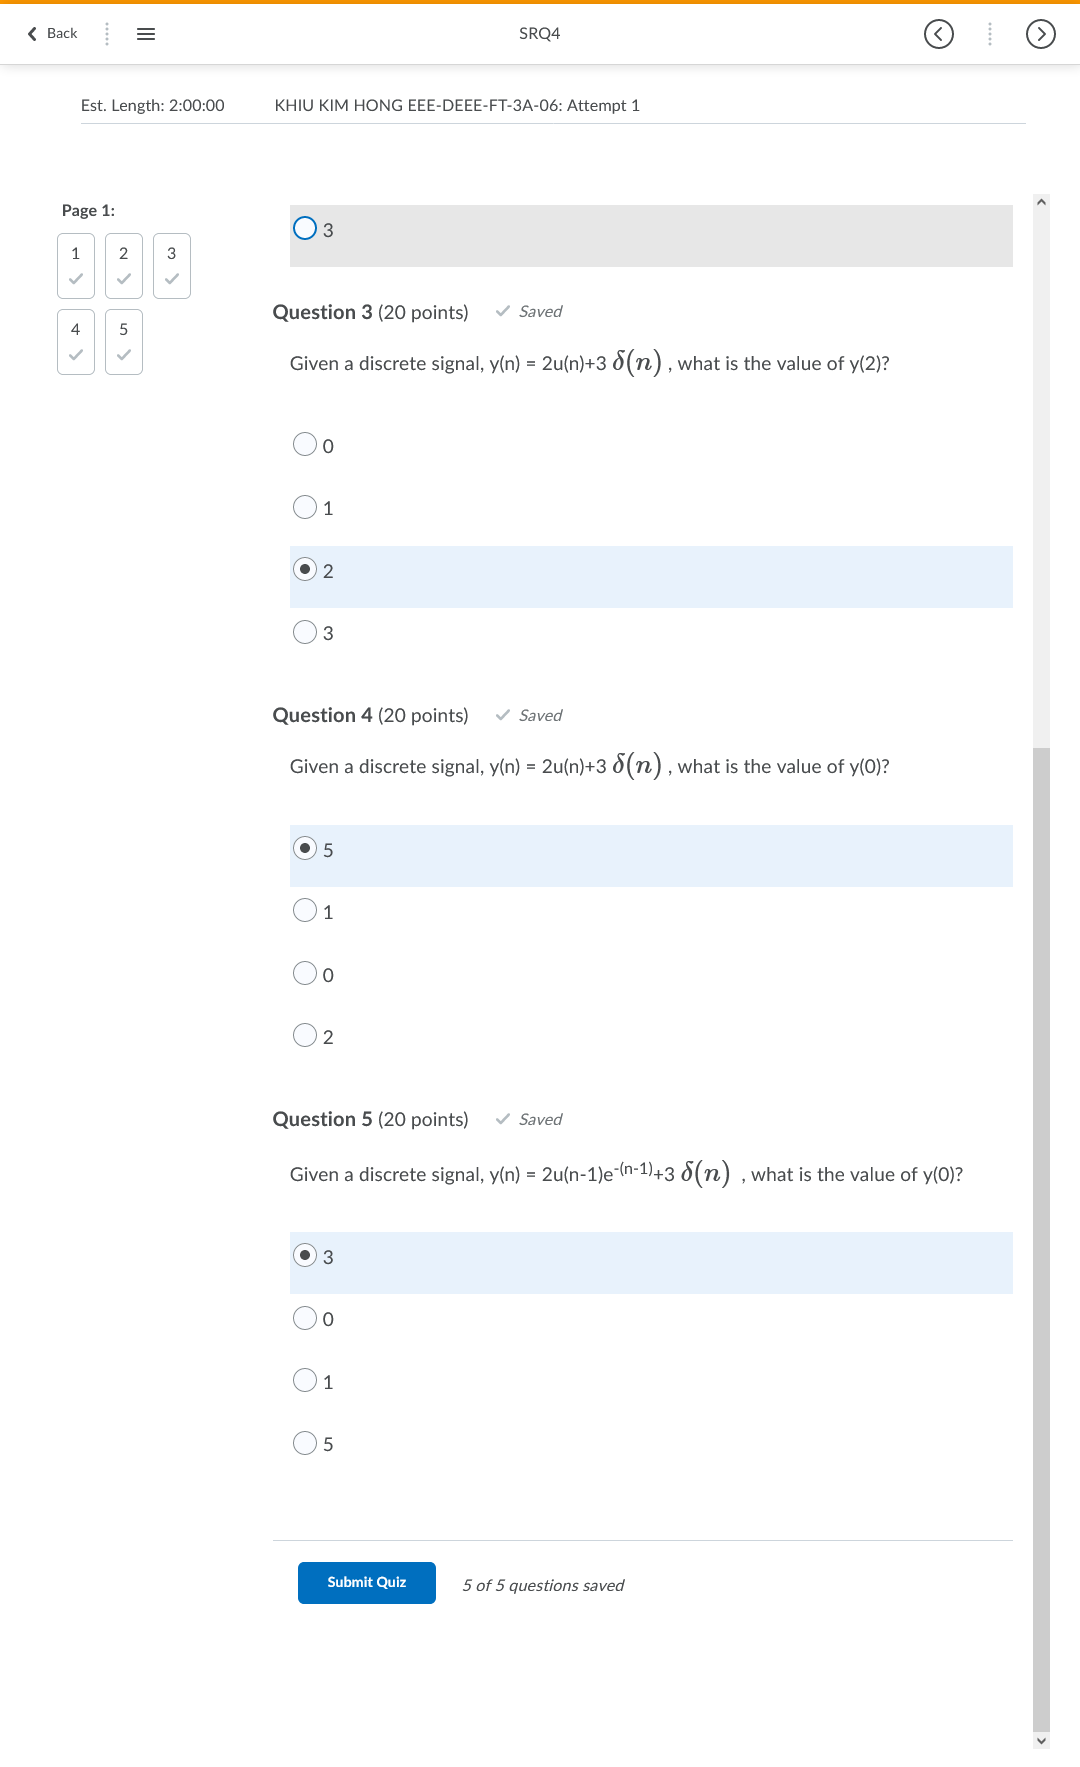 Back
SRQ4
Est. Length: 2:00:00 KHIU KIM HONG EEE-DEEE-FT-3A-06: Attempt 1
Page 1:
1 2 3
4 5
3
Question 3 (20 points) Saved
Given a discrete signal, y(n) = 2u(n)+3 δ(n) , what is the value of y(2)?
0
1
2
3
Question 4 (20 points) Saved
Given a discrete signal, y(n) = 2u(n)+3 δ(n) , what is the value of y(0)?
5
1
0
2
Question 5 (20 points) Saved
Given a discrete signal, y(n) = 2u(n-1)e-(n-1)+3 δ(n) , what is the value of y(0)?
3
0
1
5
Submit Quiz 5 of 5 questions saved